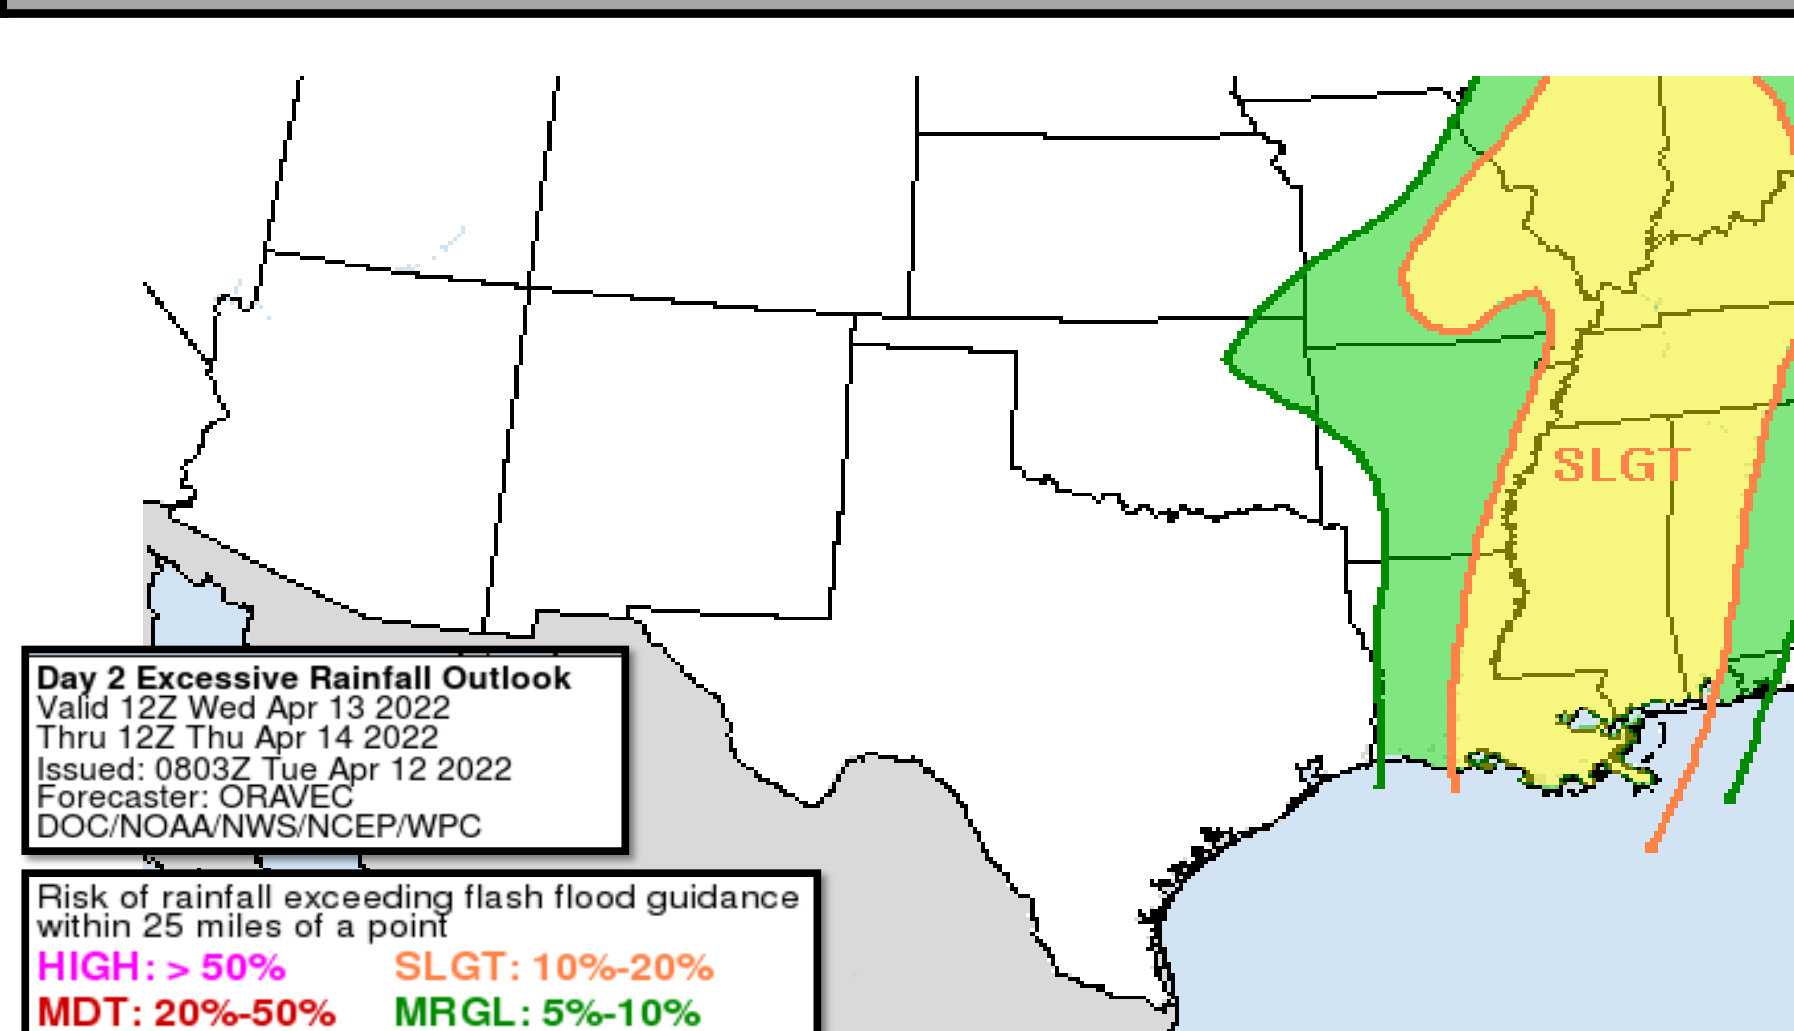 SLGT
Day 2 Excessive Rainfall Outlook
Valid 12Z Wed Apr 13 2022
Thru 12Z Thu Apr 14 2022
Issued: 0803Z Tue Apr 12 2022
Forecaster: ORAVEC
DOC/NOAA/NWS/NCEP/WPC
Risk of rainfall exceeding flash flood guidance
within 25 miles of a point
HIGH: > 50% SLGT: 10%-20%
MDT: 20%-50% MRGL: 5%-10%